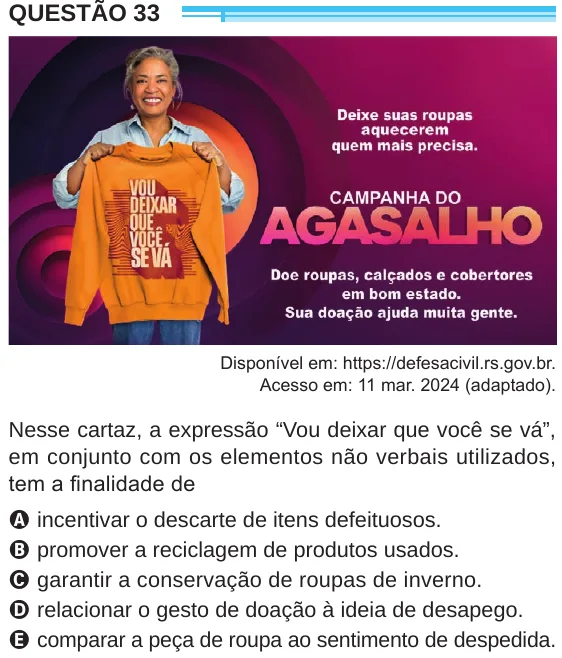 QUESTÃO 33
VOU
DEIXAR
QUE
VOCÊ
SE VÁ
Deixe suas roupas
aquecerem
quem mais precisa.
CAMPANHA DO
AGASALHO
Doe roupas, calçados e cobertores
em bom estado.
Sua doação ajuda muita gente.
Disponível em: https://defesacivil.rs.gov.br.
Acesso em: 11 mar. 2024 (adaptado).
Nesse cartaz, a expressão “Vou deixar que você se vá”,
em conjunto com os elementos não verbais utilizados,
tem a finalidade de
A incentivar o descarte de itens defeituosos.
B promover a reciclagem de produtos usados.
C garantir a conservação de roupas de inverno.
D relacionar o gesto de doação à ideia de desapego.
E comparar a peça de roupa ao sentimento de despedida.